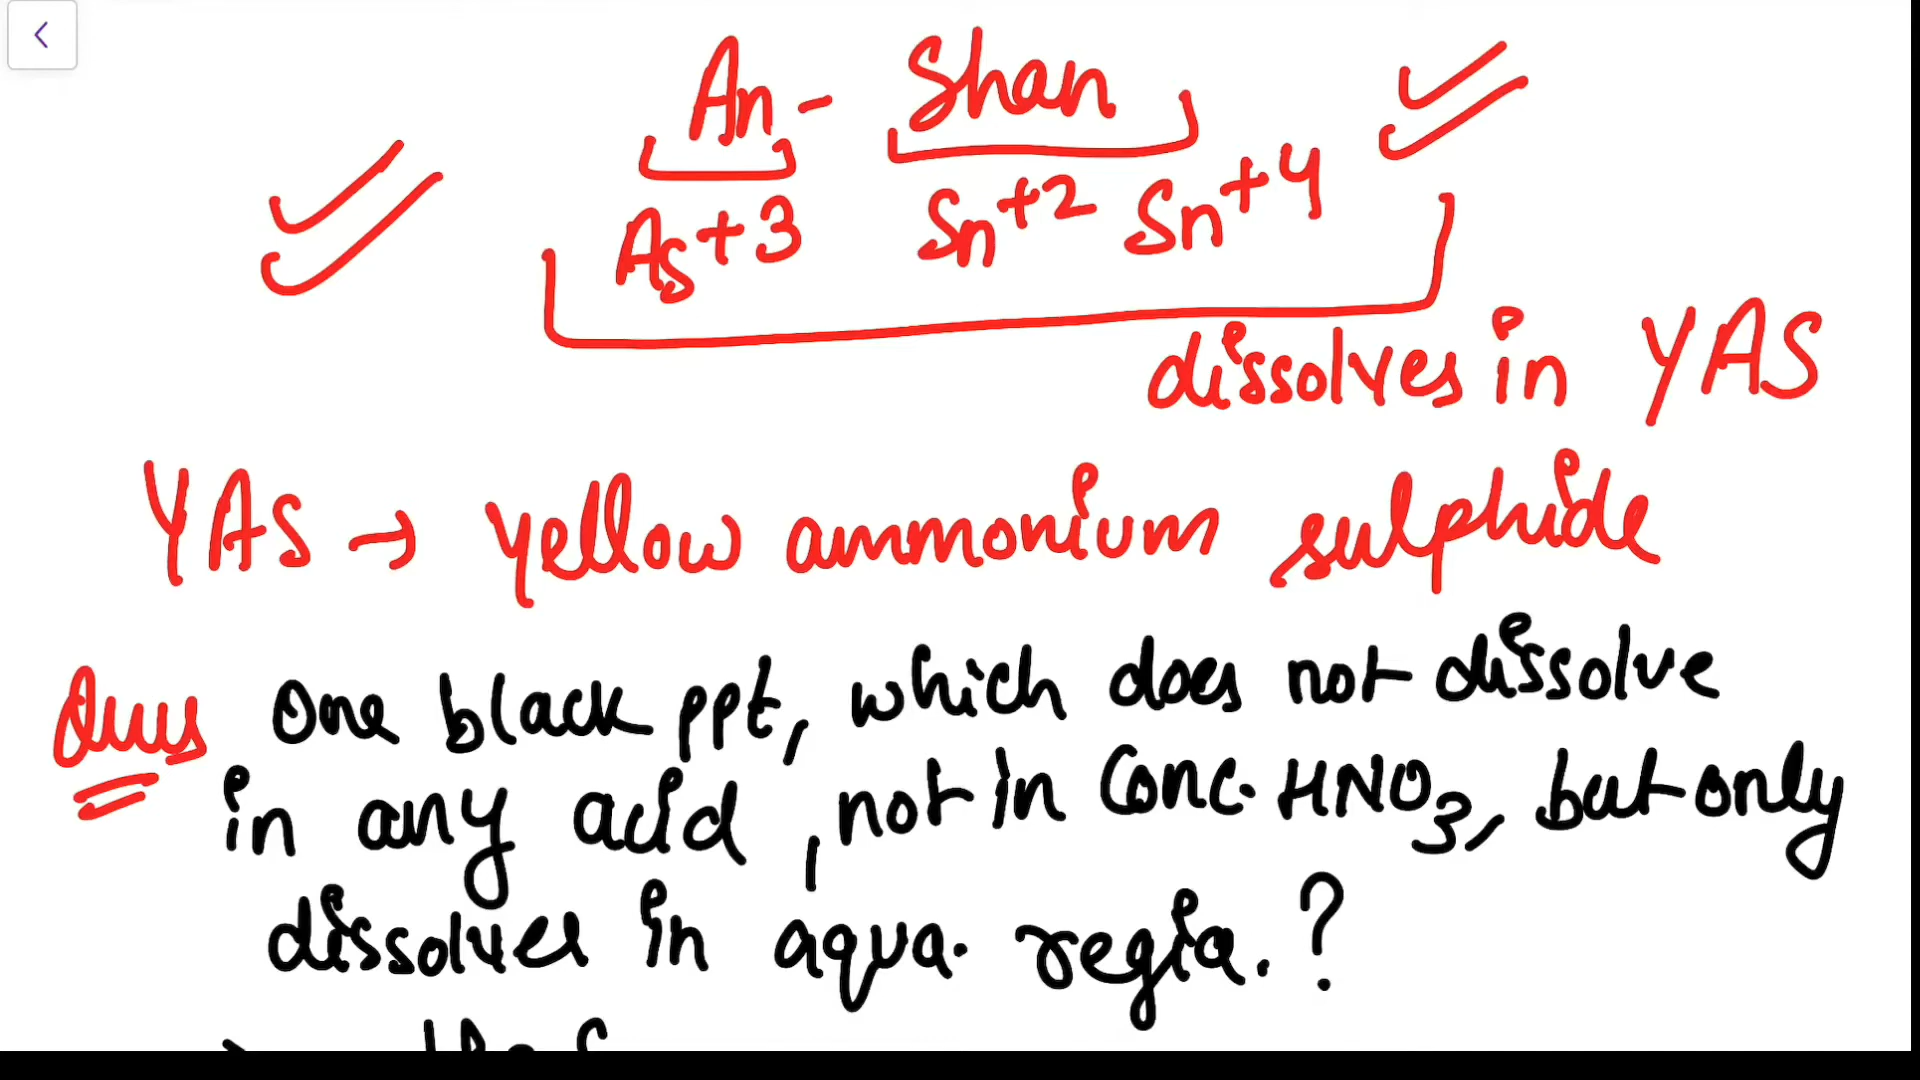 An - Shan
As+3 Sn+2 Sn+4
dissolves in YAS
YAS → yellow ammonium sulphide
Ques One black ppt, which does not dissolve
in any acid, not in Conc. HNO3, but only
dissolves in aqua. regia. ?